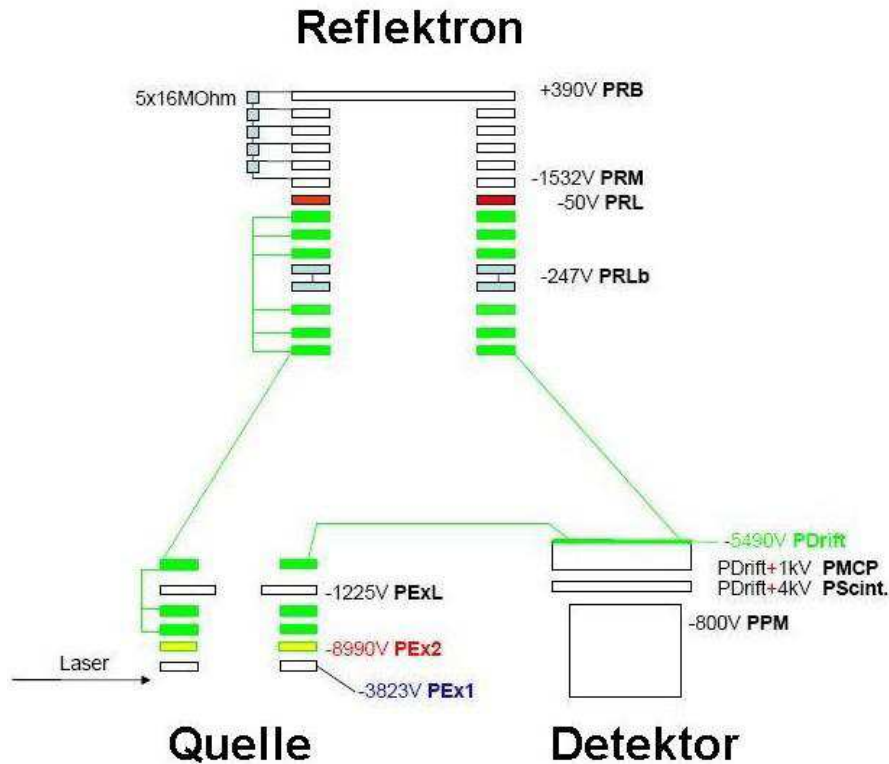 Reflektron
5x16MOhm
+390V PRB
-1532V PRM
-50V PRL
-247V PRLb
-5490V PDrift
PDrift+1kV PMCP
PDrift+4kV PScint.
-1225V PExL
-800V PPM
-8990V PEx2
Laser
-3823V PEx1
Quelle
Detektor